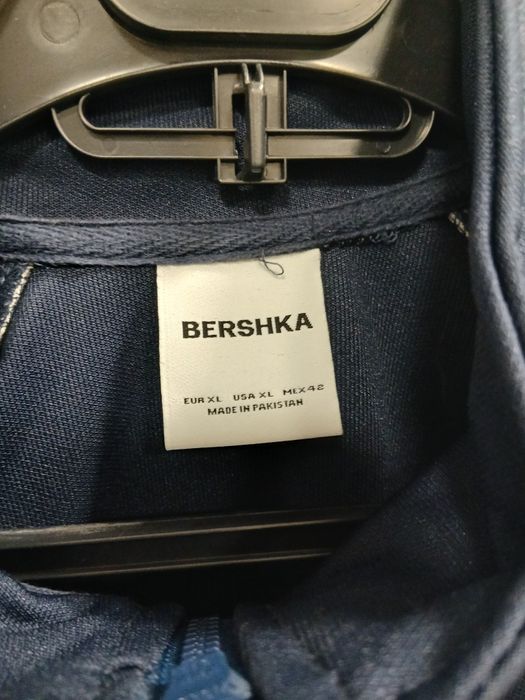 BERSHKA
EUR XL USA XL MEX 42
MADE IN PAKISTAN